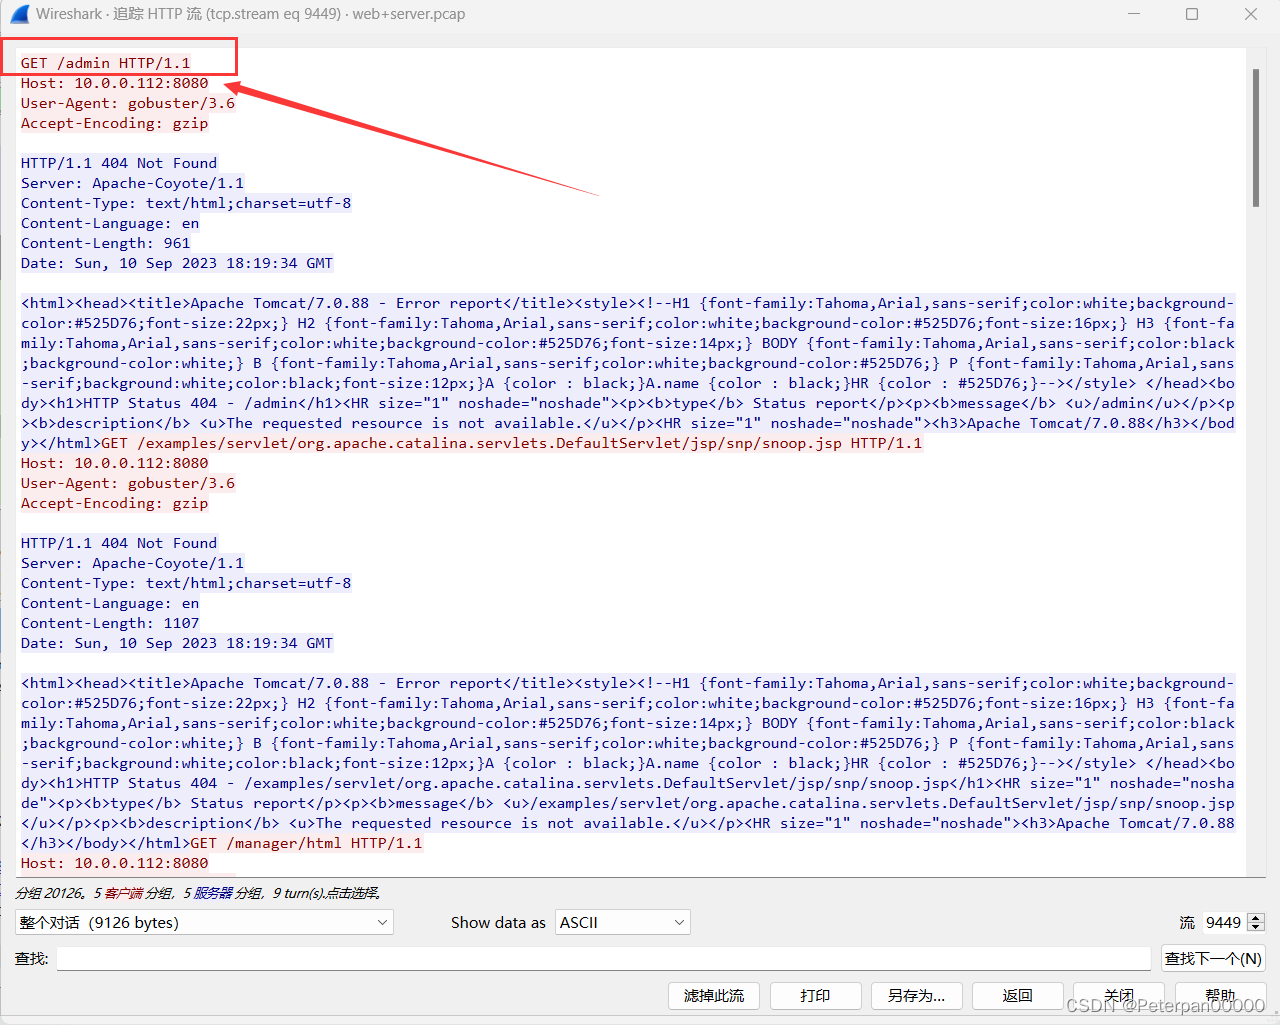 Wireshark · 追踪 HTTP 流 (tcp.stream eq 9449) · web+server.pcap
GET /admin HTTP/1.1
Host: 10.0.0.112:8080
User-Agent: gobuster/3.6
Accept-Encoding: gzip
HTTP/1.1 404 Not Found
Server: Apache-Coyote/1.1
Content-Type: text/html;charset=utf-8
Content-Language: en
Content-Length: 961
Date: Sun, 10 Sep 2023 18:19:34 GMT
<html><head><title>Apache Tomcat/7.0.88 - Error report</title><style><!--H1 {font-family:Tahoma,Arial,sans-serif;color:white;background-
color:#525D76;font-size:22px;} H2 {font-family:Tahoma,Arial,sans-serif;color:white;background-color:#525D76;font-size:16px;} H3 {font-fa
mily:Tahoma,Arial,sans-serif;color:white;background-color:#525D76;font-size:14px;} BODY {font-family:Tahoma,Arial,sans-serif;color:black
;background-color:white;} B {font-family:Tahoma,Arial,sans-serif;color:white;background-color:#525D76;} P {font-family:Tahoma,Arial,sans
-serif;background:white;color:black;font-size:12px;}A {color : black;}A.name {color : black;}HR {color : #525D76;}--></style> </head><bo
dy><h1>HTTP Status 404 - /admin</h1><HR size="1" noshade="noshade"><p><b>type</b> Status report</p><p><b>message</b> <u>/admin</u></p><p
><b>description</b> <u>The requested resource is not available.</u></p><HR size="1" noshade="noshade"><h3>Apache Tomcat/7.0.88</h3></bod
y></html>GET /examples/servlet/org.apache.catalina.servlets.DefaultServlet/jsp/snp/snoop.jsp HTTP/1.1
Host: 10.0.0.112:8080
User-Agent: gobuster/3.6
Accept-Encoding: gzip
HTTP/1.1 404 Not Found
Server: Apache-Coyote/1.1
Content-Type: text/html;charset=utf-8
Content-Language: en
Content-Length: 1107
Date: Sun, 10 Sep 2023 18:19:34 GMT
<html><head><title>Apache Tomcat/7.0.88 - Error report</title><style><!--H1 {font-family:Tahoma,Arial,sans-serif;color:white;background-
color:#525D76;font-size:22px;} H2 {font-family:Tahoma,Arial,sans-serif;color:white;background-color:#525D76;font-size:16px;} H3 {font-fa
mily:Tahoma,Arial,sans-serif;color:white;background-color:#525D76;font-size:14px;} BODY {font-family:Tahoma,Arial,sans-serif;color:black
;background-color:white;} B {font-family:Tahoma,Arial,sans-serif;color:white;background-color:#525D76;} P {font-family:Tahoma,Arial,sans
-serif;background:white;color:black;font-size:12px;}A {color : black;}A.name {color : black;}HR {color : #525D76;}--></style> </head><bo
dy><h1>HTTP Status 404 - /examples/servlet/org.apache.catalina.servlets.DefaultServlet/jsp/snp/snoop.jsp</h1><HR size="1" noshade="nosha
de"><p><b>type</b> Status report</p><p><b>message</b> <u>/examples/servlet/org.apache.catalina.servlets.DefaultServlet/jsp/snp/snoop.jsp
</u></p><p><b>description</b> <u>The requested resource is not available.</u></p><HR size="1" noshade="noshade"><h3>Apache Tomcat/7.0.88
</h3></body></html>GET /manager/html HTTP/1.1
Host: 10.0.0.112:8080
分组 20126。5 客户端 分组，5 服务器 分组，9 turn(s).点击选择。
整个对话（9126 bytes） Show data as ASCII 流 9449
查找: 查找下一个(N)
滤掉此流 打印 另存为... 返回 关闭 帮助
CSDN @Peterpan00000